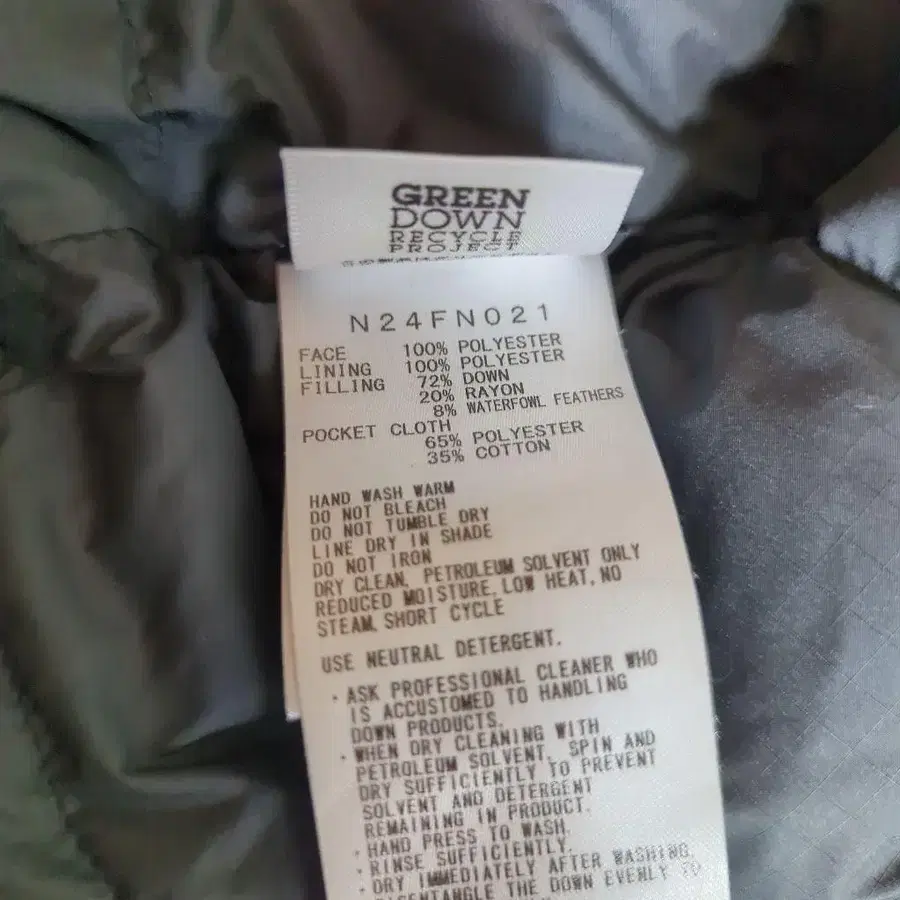 GREEN
DOWN
RECYCLE
PROJECT
N24FN021
FACE 100% POLYESTER
LINING 100% POLYESTER
FILLING 72% DOWN
20% RAYON
8% WATERFOWL FEATHERS
POCKET CLOTH
65% POLYESTER
35% COTTON
HAND WASH WARM
DO NOT BLEACH
DO NOT TUMBLE DRY
LINE DRY IN SHADE
DO NOT IRON
DRY CLEAN, PETROLEUM SOLVENT ONLY
REDUCED MOISTURE, LOW HEAT, NO
STEAM, SHORT CYCLE
USE NEUTRAL DETERGENT.
・ASK PROFESSIONAL CLEANER WHO
IS ACCUSTOMED TO HANDLING
DOWN PRODUCTS.
・WHEN DRY CLEANING WITH
PETROLEUM SOLVENT, SPIN AND
DRY SUFFICIENTLY TO PREVENT
SOLVENT AND DETERGENT
REMAINING IN PRODUCT.
・HAND PRESS TO WASH.
・RINSE SUFFICIENTLY.
・DRY IMMEDIATELY AFTER WASHING.
DISENTANGLE THE DOWN EVENLY TO